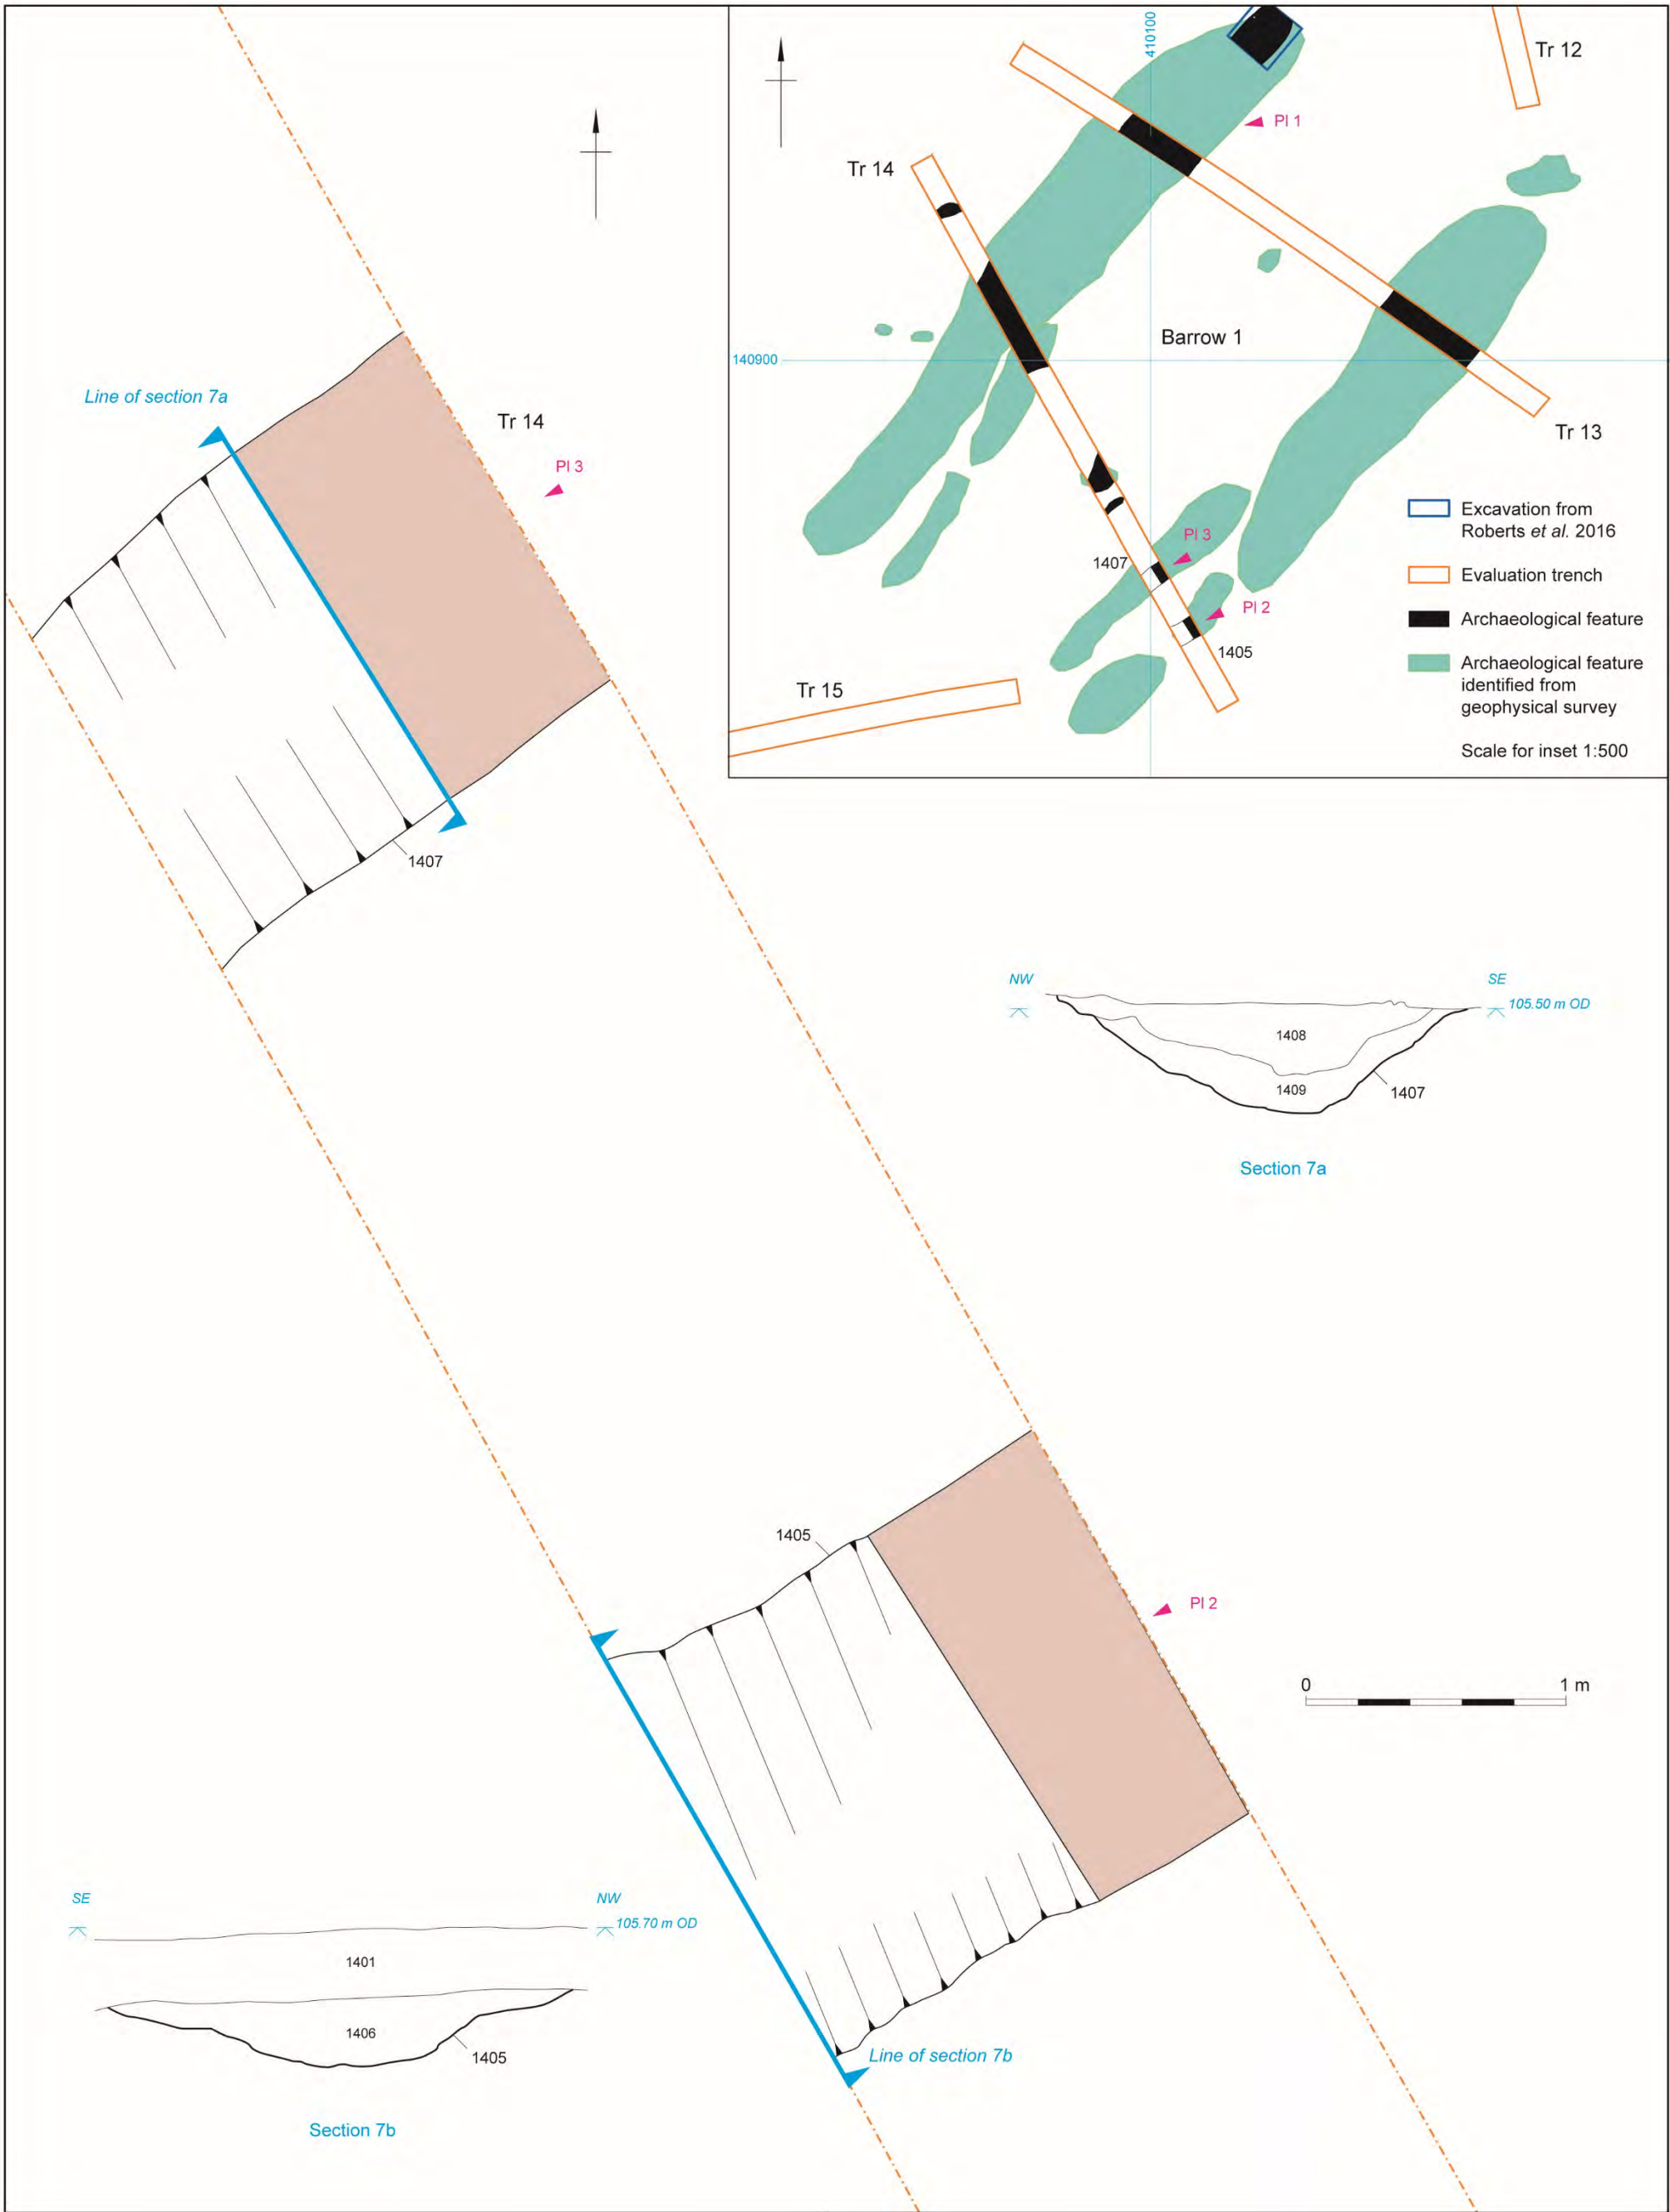 410100
Tr 12
Pl 1
Tr 14
Barrow 1
140900
Tr 13
Excavation from
Roberts et al. 2016
Evaluation trench
Archaeological feature
Archaeological feature
identified from
geophysical survey
Scale for inset 1:500
Pl 3
1407
Pl 2
1405
Tr 15
Line of section 7a
Tr 14
Pl 3
1407
NW
SE
105.50 m OD
1408
1409
1407
Section 7a
1405
Pl 2
0
1 m
SE
NW
105.70 m OD
1401
1406
1405
Section 7b
Line of section 7b